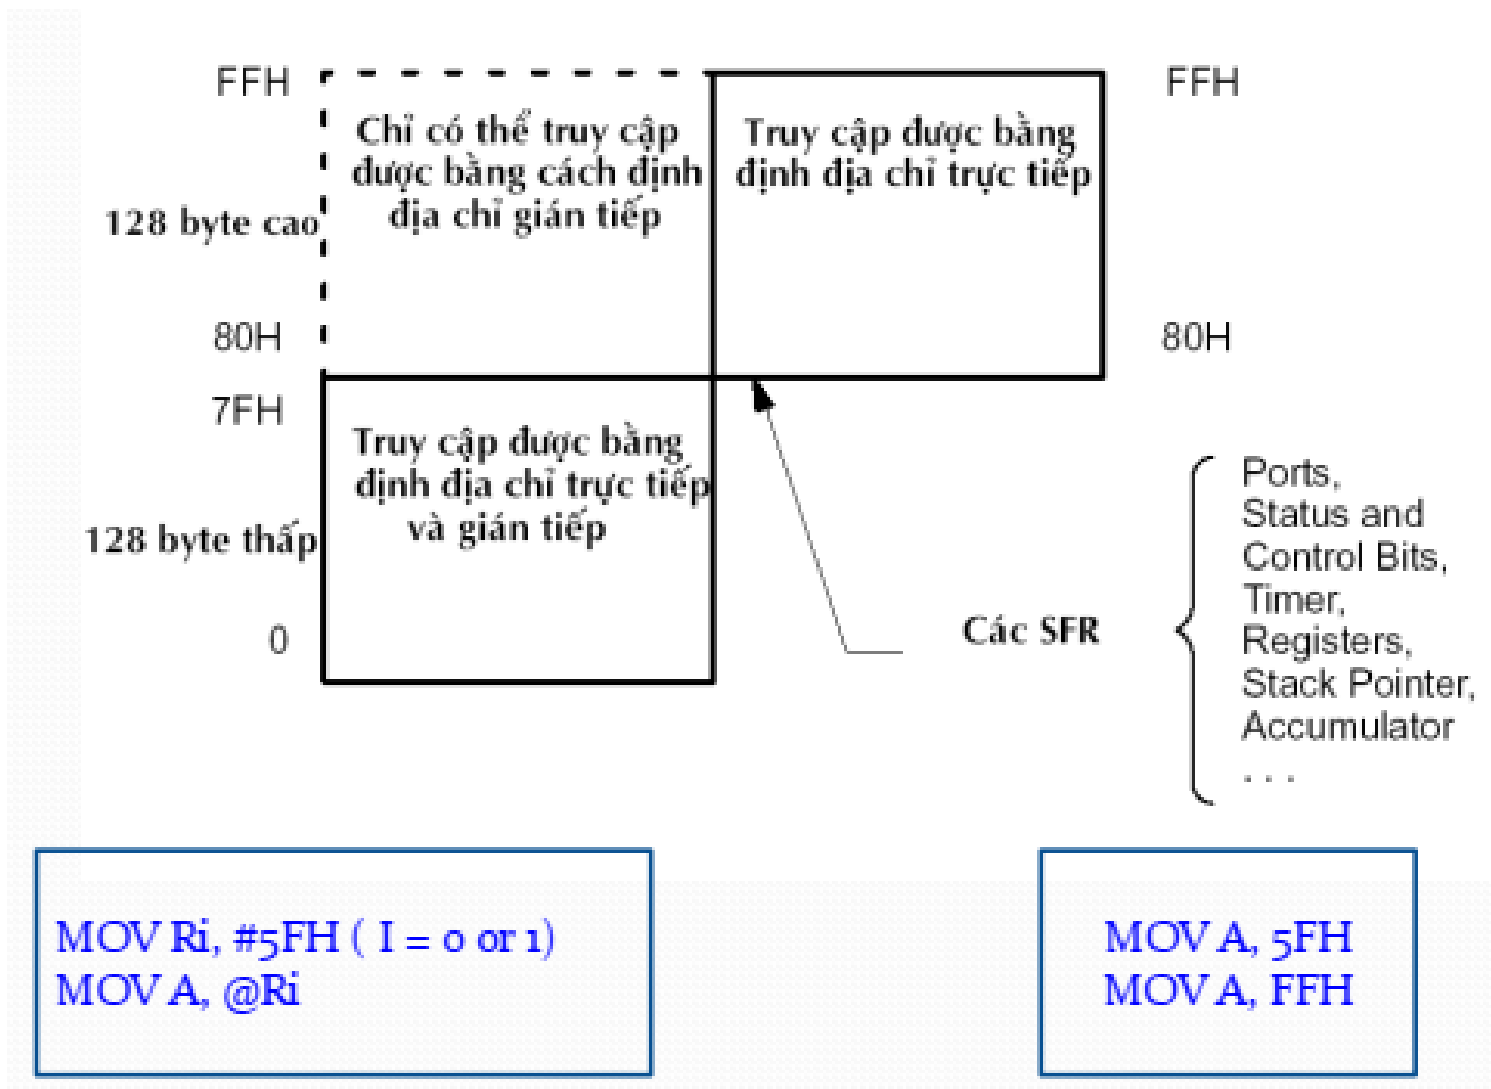 FFH
Chỉ có thể truy cập
được bằng cách định
địa chỉ gián tiếp
128 byte cao
80H
Truy cập được bằng
định địa chỉ trực tiếp
FFH
80H
7FH
Truy cập được bằng
định địa chỉ trực tiếp
và gián tiếp
128 byte thấp
0
Các SFR
Ports,
Status and
Control Bits,
Timer,
Registers,
Stack Pointer,
Accumulator
. . .
MOV Ri, #5FH ( I = 0 or 1)
MOV A, @Ri
MOV A, 5FH
MOV A, FFH